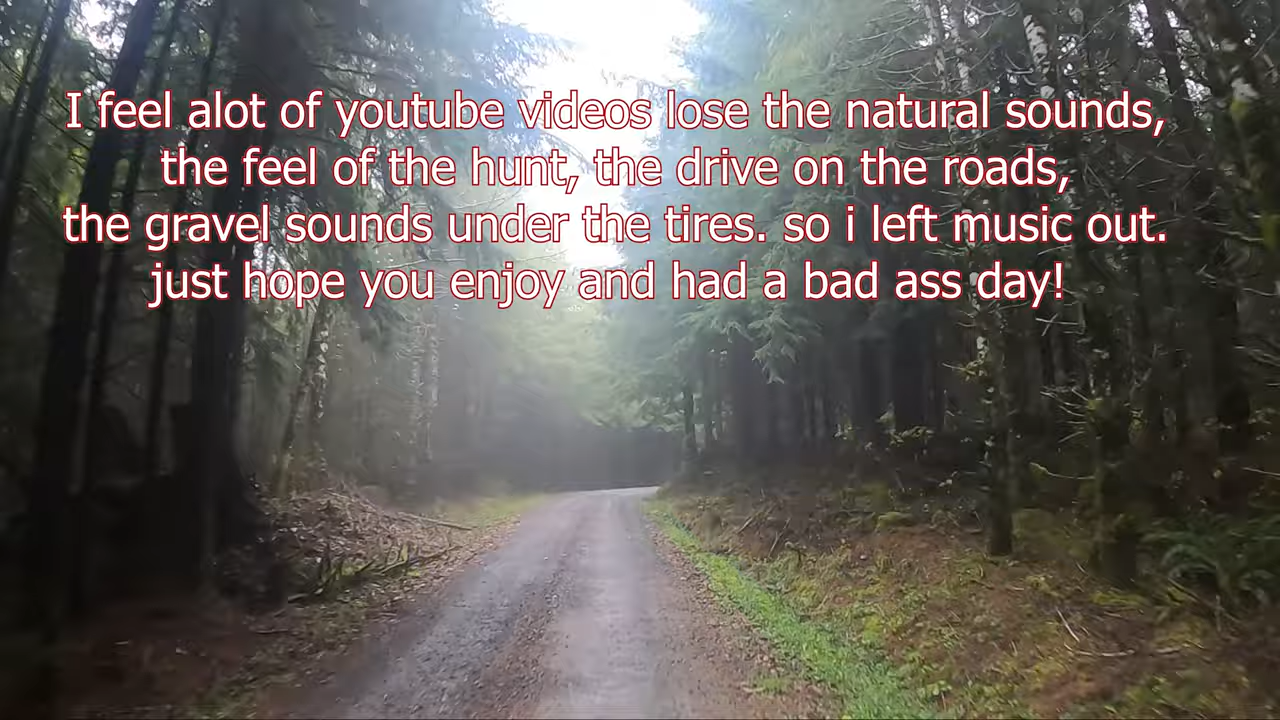 I feel alot of youtube videos lose the natural sounds,
the feel of the hunt, the drive on the roads,
the gravel sounds under the tires. so i left music out.
just hope you enjoy and had a bad ass day!